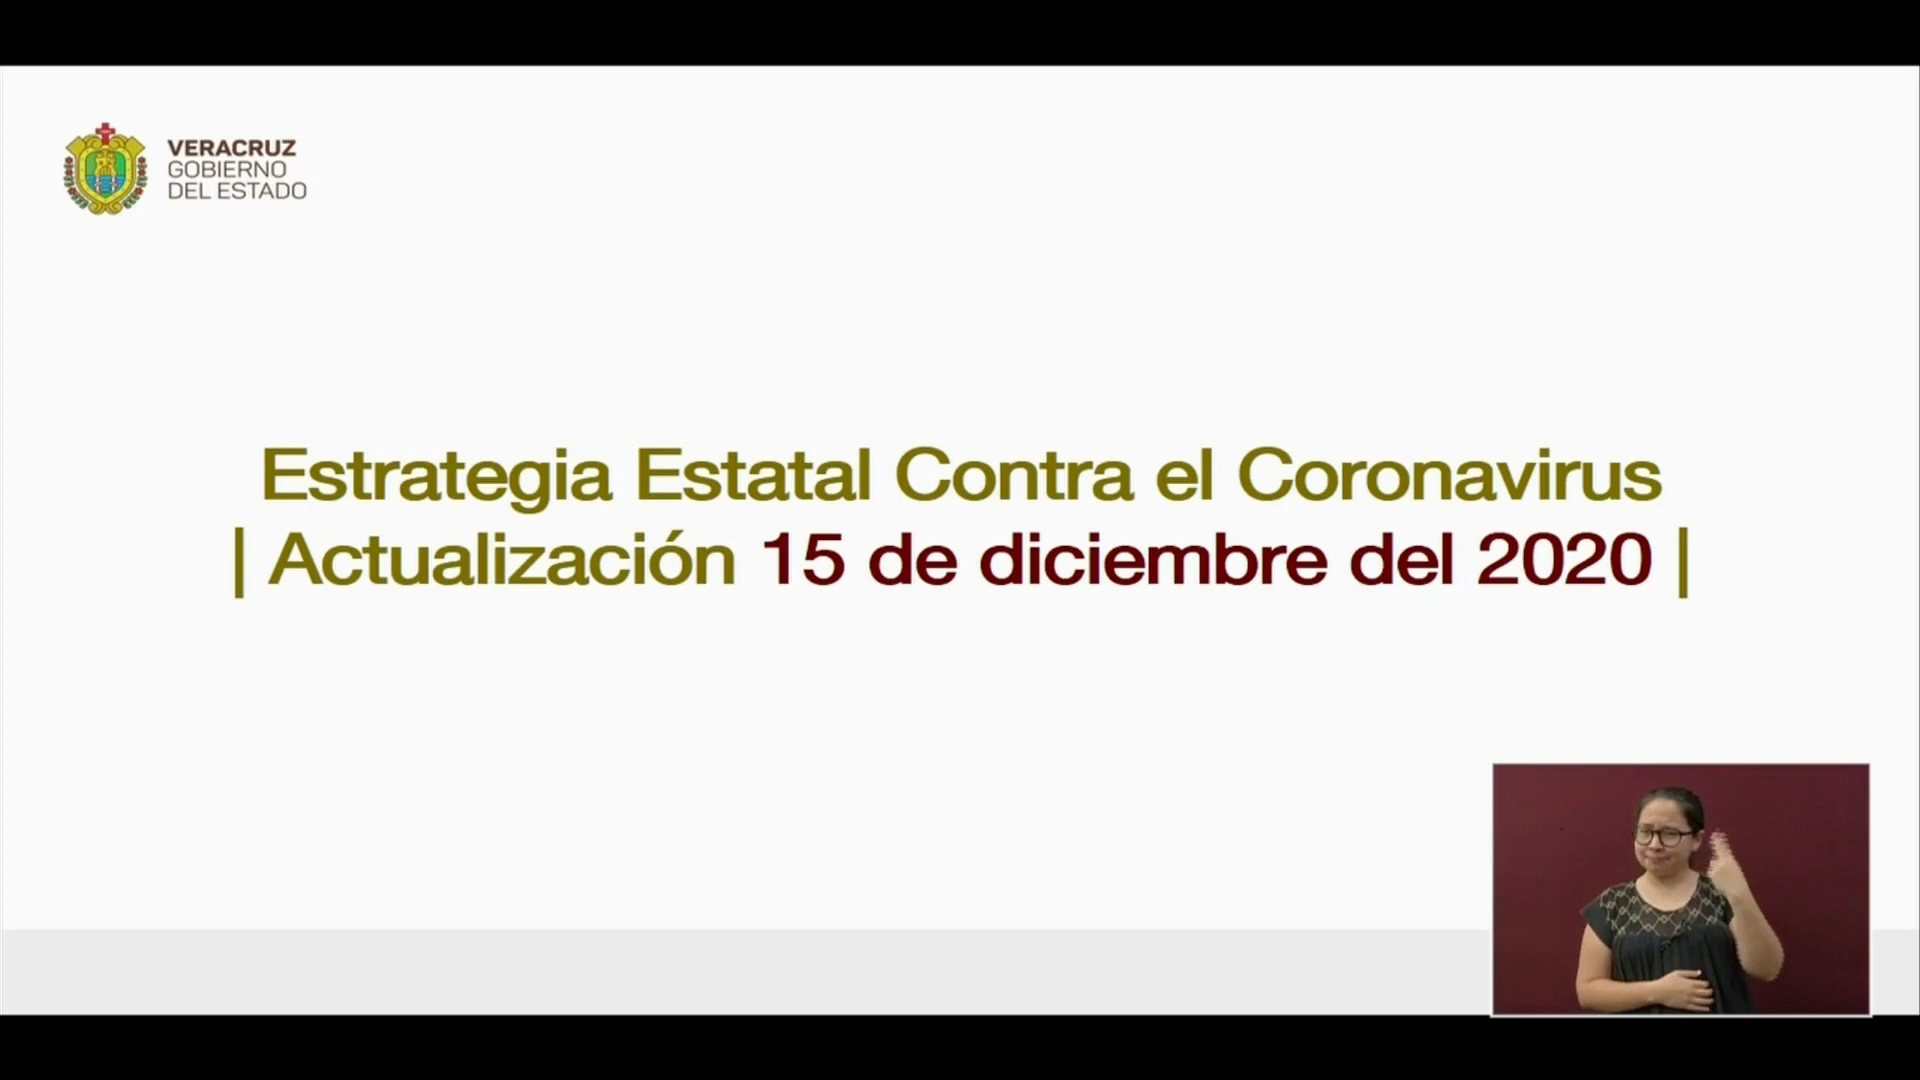 VERACRUZ
GOBIERNO
DEL ESTADO
Estrategia Estatal Contra el Coronavirus
| Actualización 15 de diciembre del 2020 |